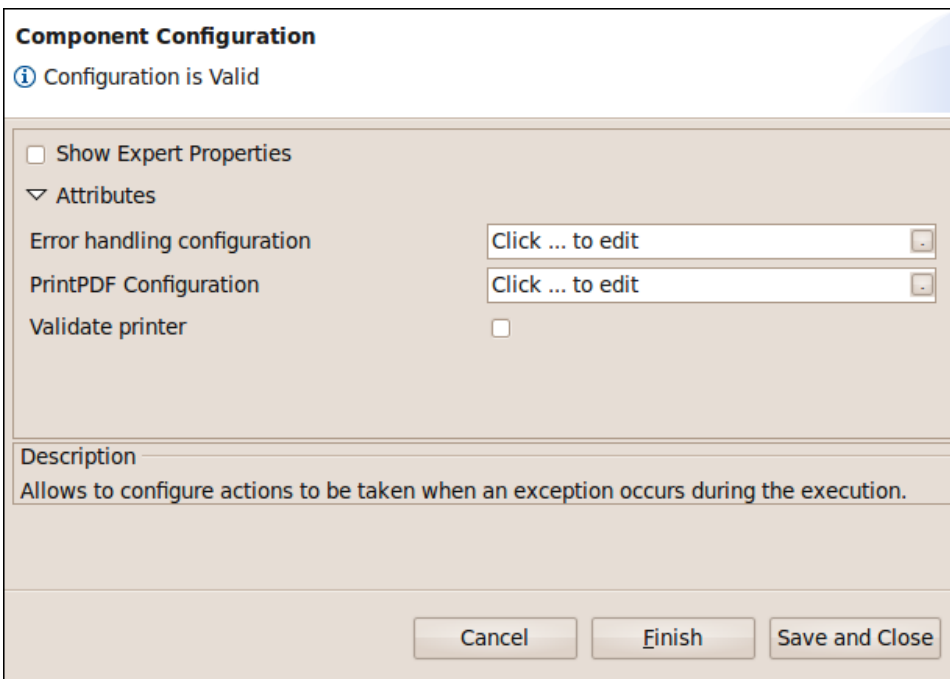 Component Configuration
Configuration is Valid
Show Expert Properties
Attributes
Error handling configuration Click ... to edit .
PrintPDF Configuration Click ... to edit .
Validate printer
Description
Allows to configure actions to be taken when an exception occurs during the execution.
Cancel Finish Save and Close